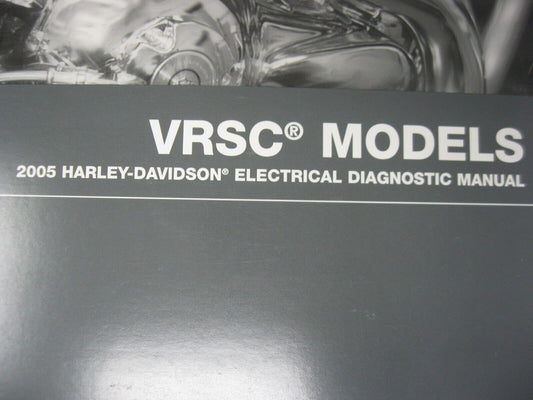 VRSC® MODELS
2005 HARLEY-DAVIDSON® ELECTRICAL DIAGNOSTIC MANUAL